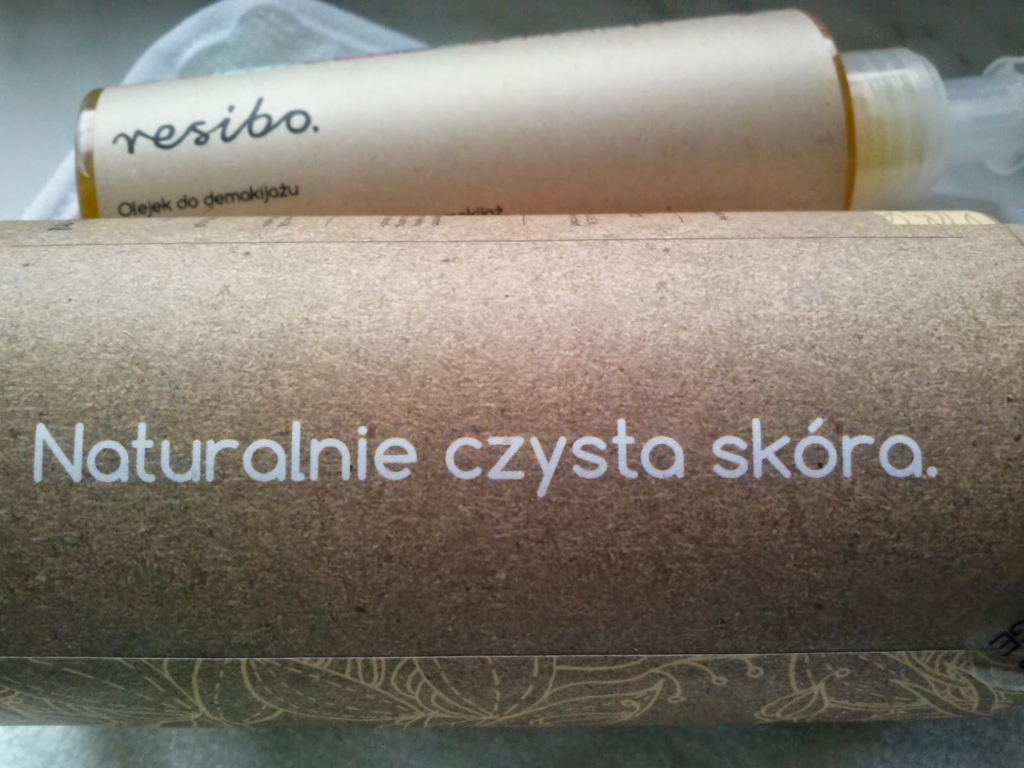 resibo.
Olejek do demakijażu
Naturalnie czysta skóra.